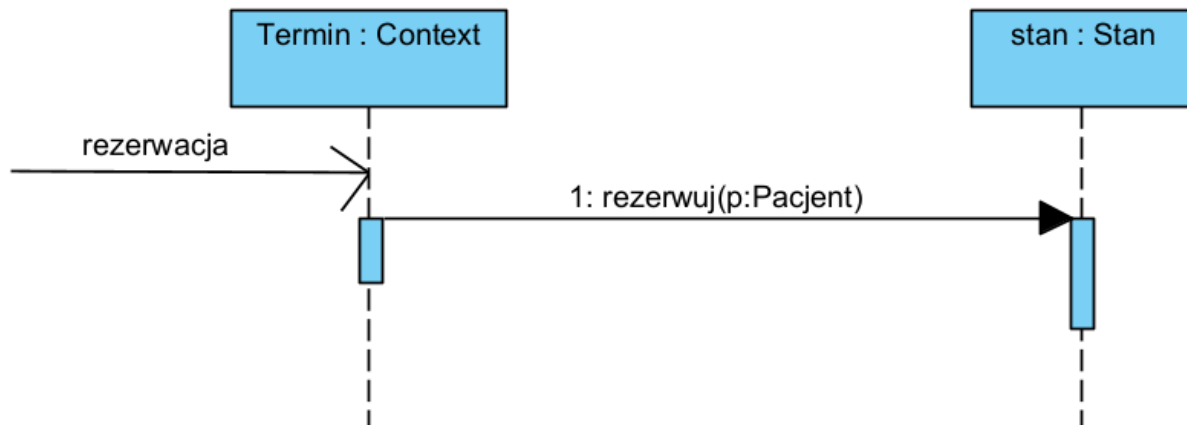 Termin : Context
stan : Stan
rezerwacja
1: rezerwuj(p:Pacjent)